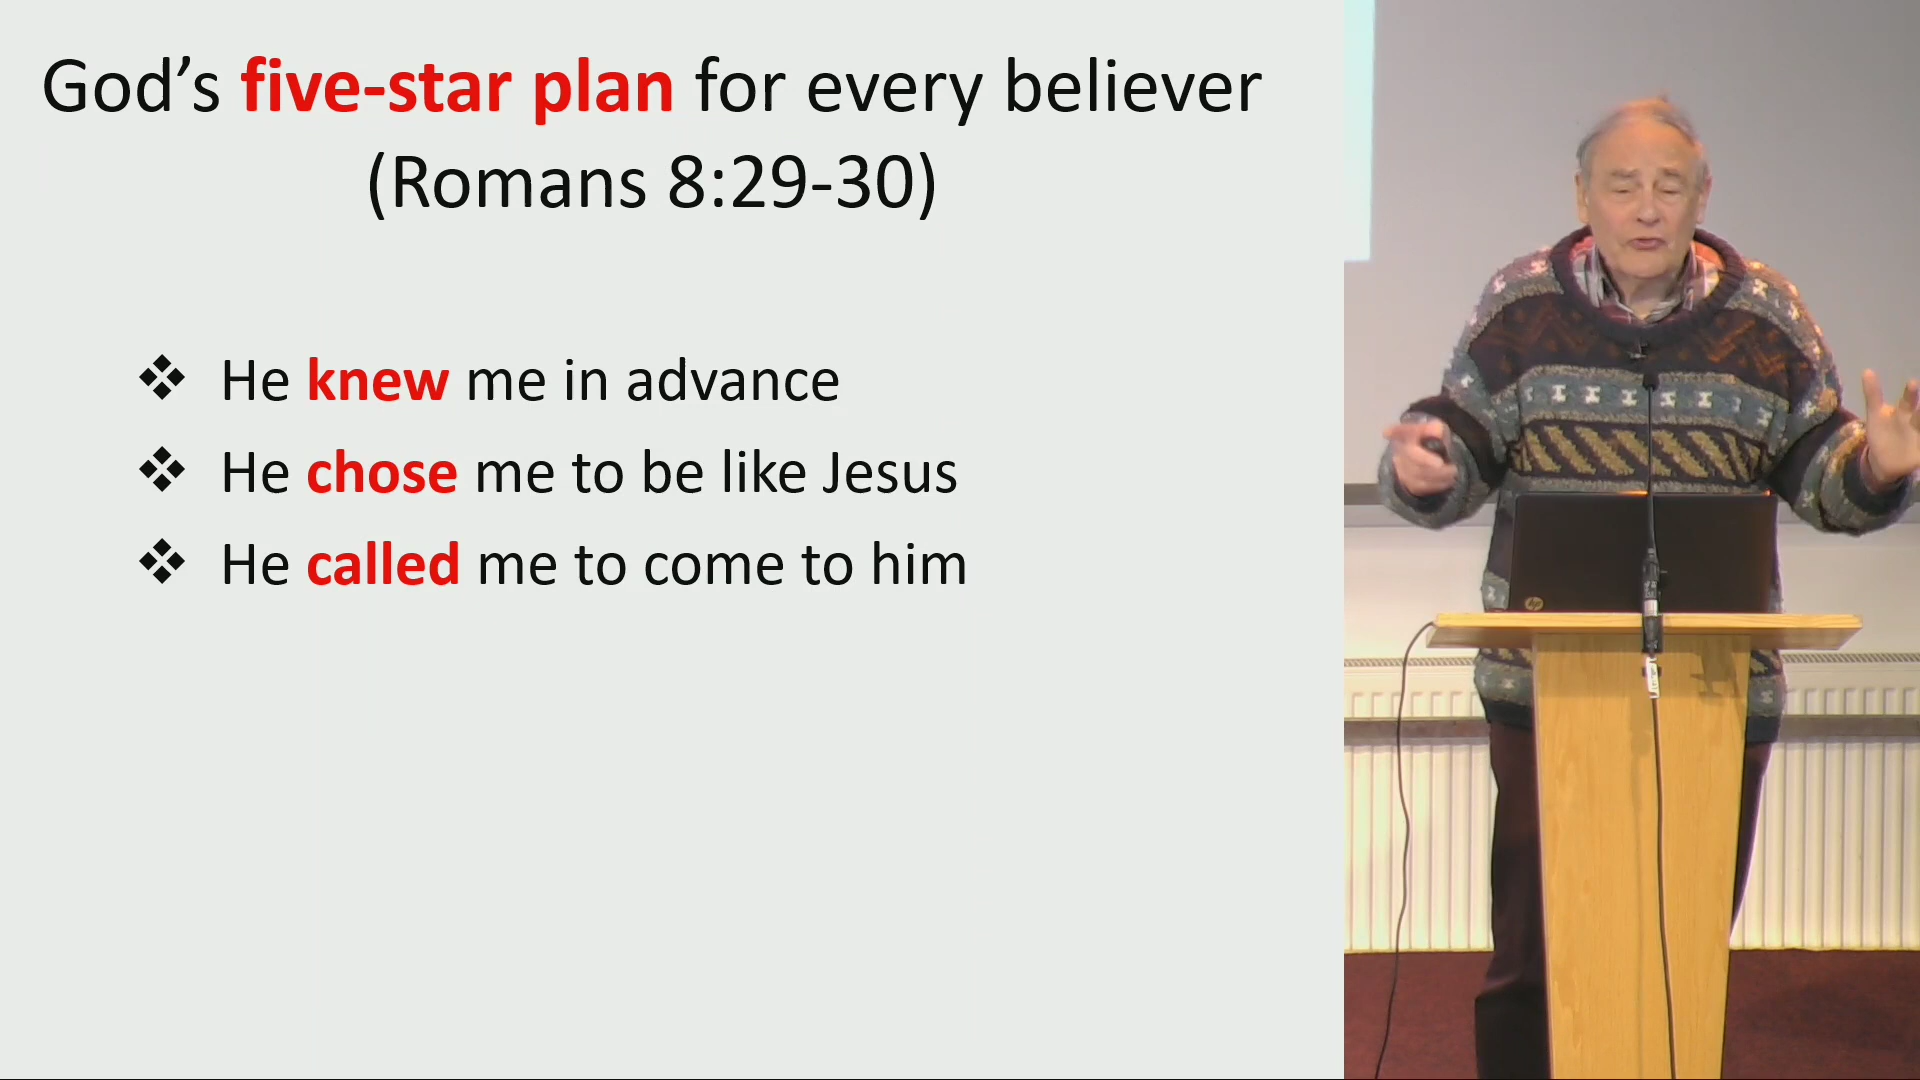 God’s five-star plan for every believer
(Romans 8:29-30)
❖ He knew me in advance
❖ He chose me to be like Jesus
❖ He called me to come to him
hp